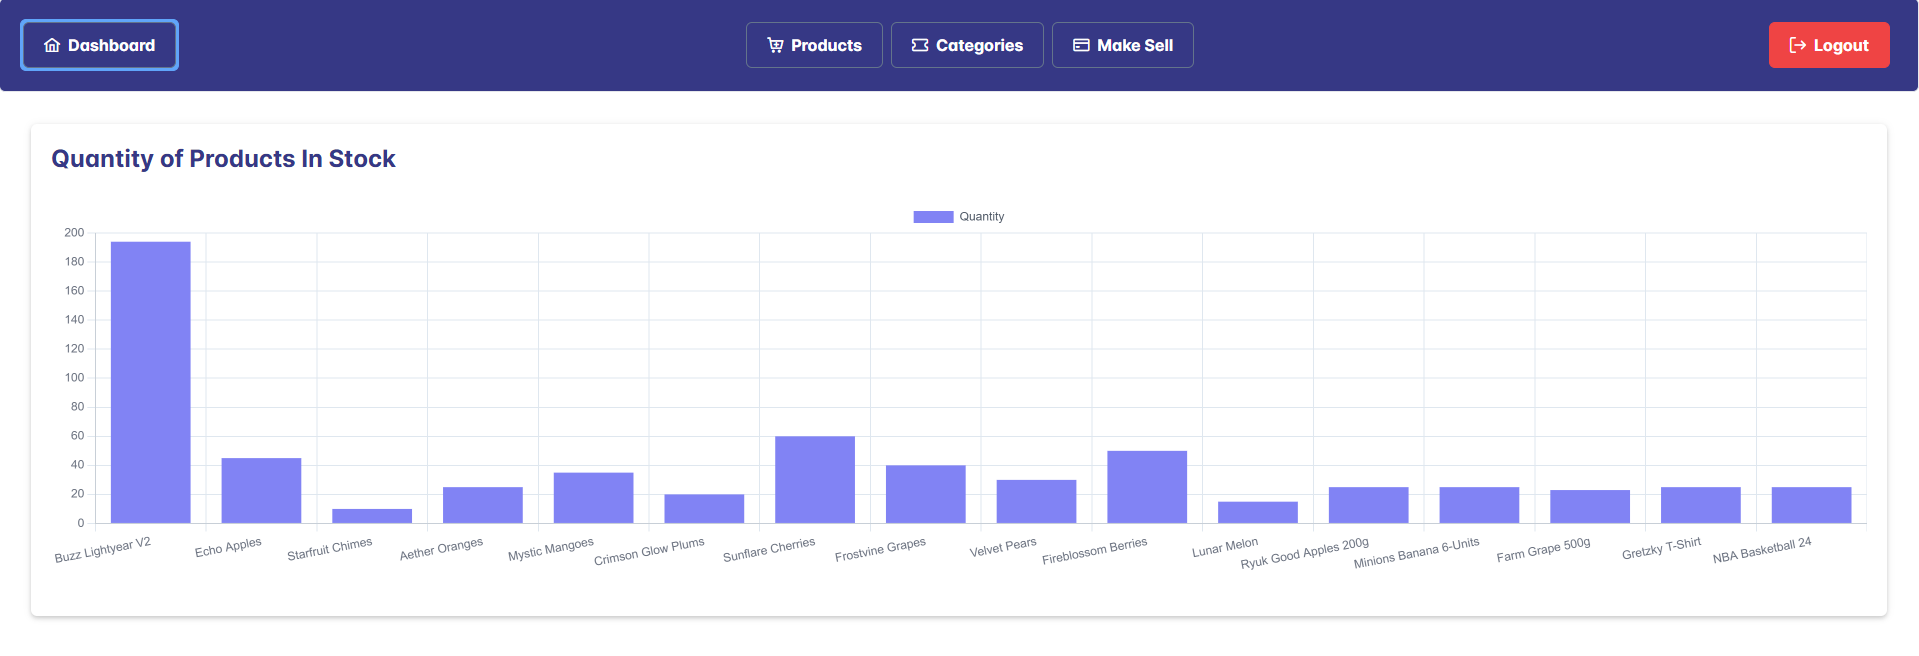 Dashboard
Products
Categories
Make Sell
Logout
Quantity of Products In Stock
Quantity
200
180
160
140
120
100
80
60
40
20
0
Buzz Lightyear V2
Echo Apples
Starfruit Chimes
Aether Oranges
Mystic Mangoes
Crimson Glow Plums
Sunflare Cherries
Frostvine Grapes
Velvet Pears
Fireblossom Berries
Lunar Melon
Ryuk Good Apples 200g
Minions Banana 6-Units
Farm Grape 500g
Gretzky T-Shirt
NBA Basketball 24